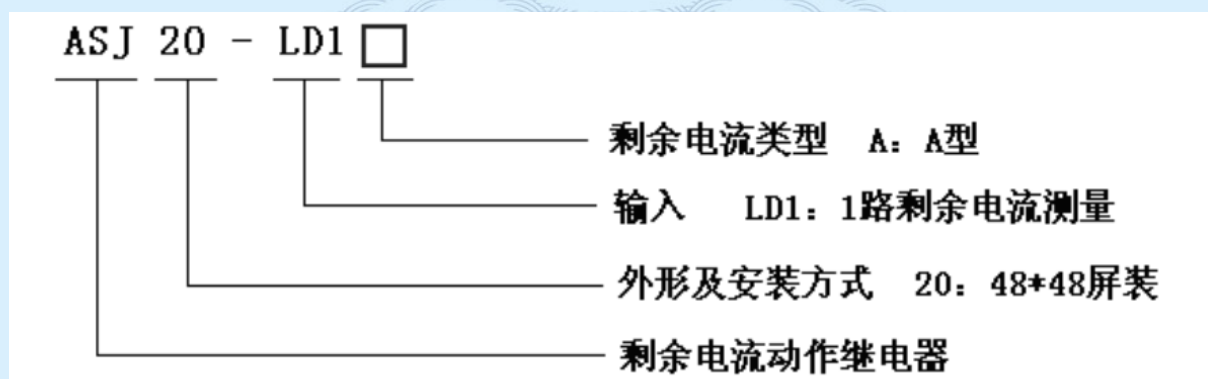 ASJ 20 - LD1 □
剩余电流类型 A：A型
输入 LD1：1路剩余电流测量
外形及安装方式 20：48*48屏装
剩余电流动作继电器